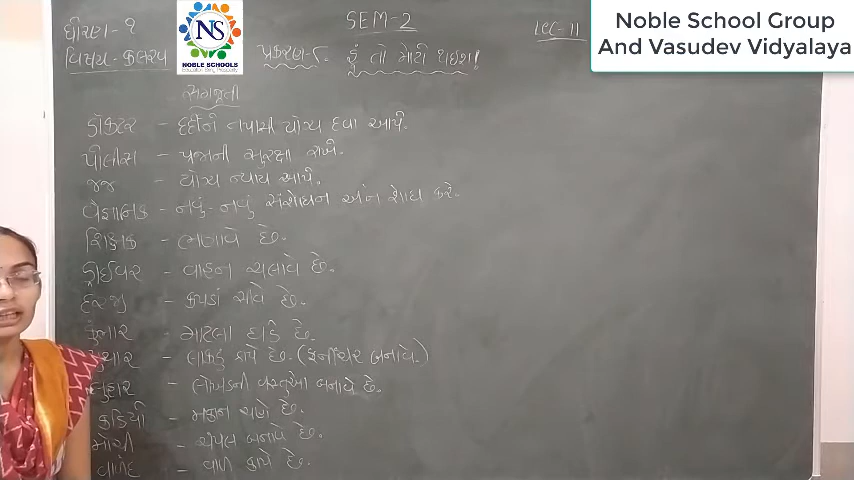 ધોરણ - ૧
SEM-2
Lec-11
વિષય - કલરવ
પ્રકરણ-૮ હું તો મોટી થઈશ!
NS
NOBLE SCHOOLS
Noble School Group
And Vasudev Vidyalaya
સમજૂતી
ડૉક્ટર - દર્દીને તપાસી યોગ્ય દવા આપે.
પોલીસ - પ્રજાની સુરક્ષા રાખે.
જજ - યોગ્ય ન્યાય આપે.
વૈજ્ઞાનિક - નવું-નવું સંશોધન અને શોધ કરે.
શિક્ષક - ભણાવે છે.
ડ્રાઈવર - વાહન ચલાવે છે.
દરજી - કપડાં સીવે છે.
કુંભાર - માટલા ઘડે છે.
સુથાર - લાકડું કાપે છે. (ફર્નીચર બનાવે.)
લુહાર - લોખંડની વસ્તુઓ બનાવે છે.
કડિયો - મકાન ચણે છે.
મોચી - ચંપલ બનાવે છે.
વાળંદ - વાળ કાપે છે.